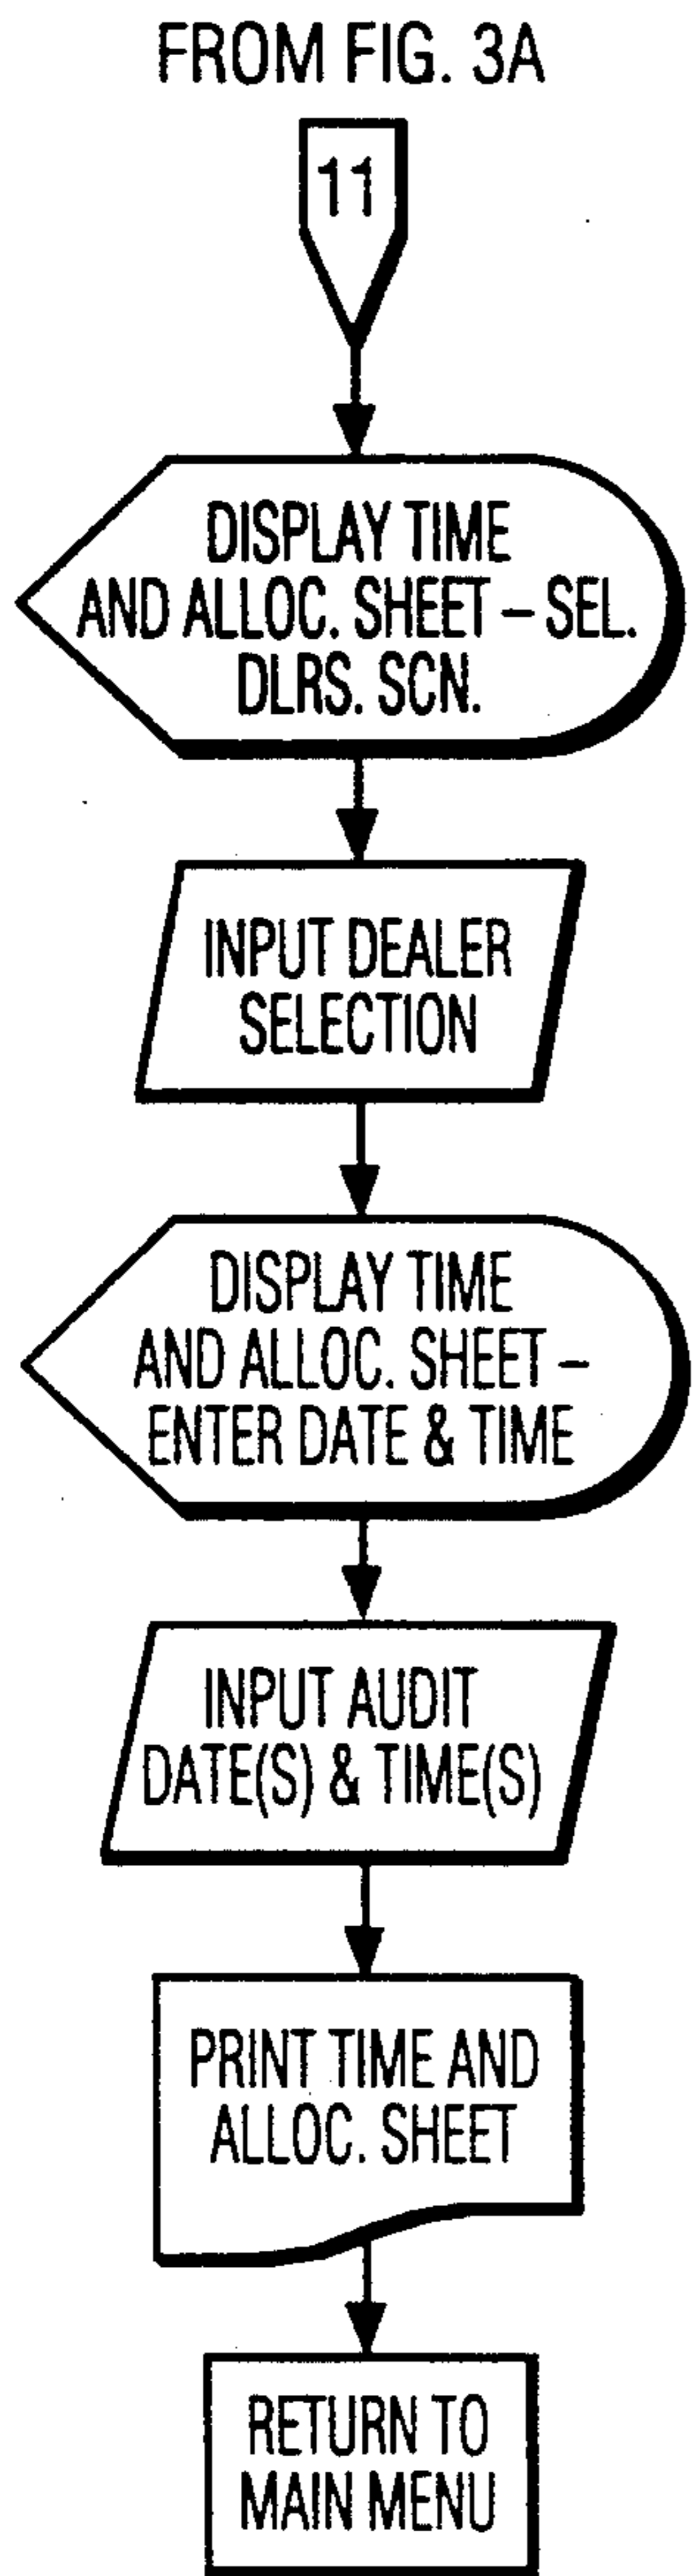 FROM FIG. 3A
11
DISPLAY TIME
AND ALLOC. SHEET – SEL.
DLRS. SCN.
INPUT DEALER
SELECTION
DISPLAY TIME
AND ALLOC. SHEET –
ENTER DATE & TIME
INPUT AUDIT
DATE(S) & TIME(S)
PRINT TIME AND
ALLOC. SHEET
RETURN TO
MAIN MENU